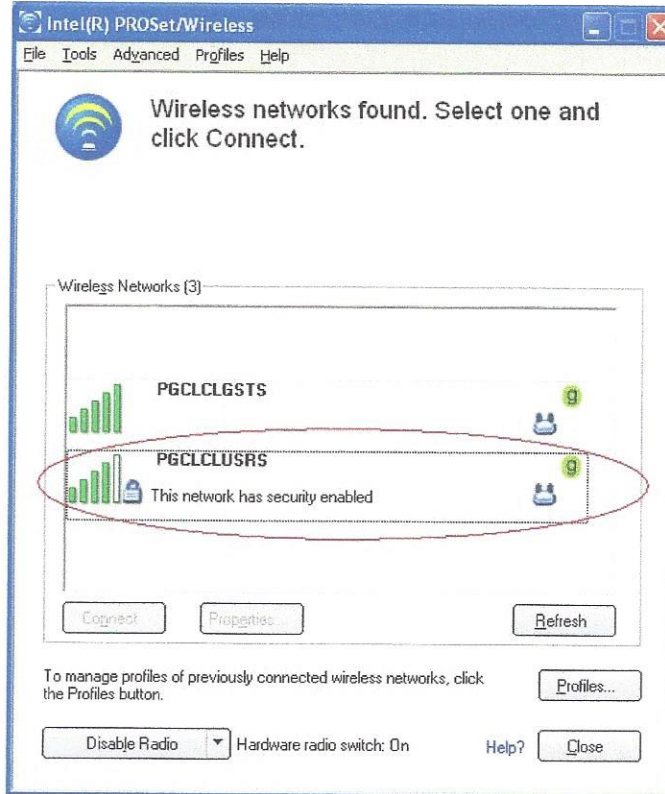 Intel(R) PROSet/Wireless
File Tools Advanced Profiles Help
Wireless networks found. Select one and
click Connect.
Wireless Networks (3)
PGCLCLGSTS
g
PGCLCLUSRS
g
This network has security enabled
Connect Properties... Refresh
To manage profiles of previously connected wireless networks, click
the Profiles button.
Profiles...
Disable Radio Hardware radio switch: On Help? Close